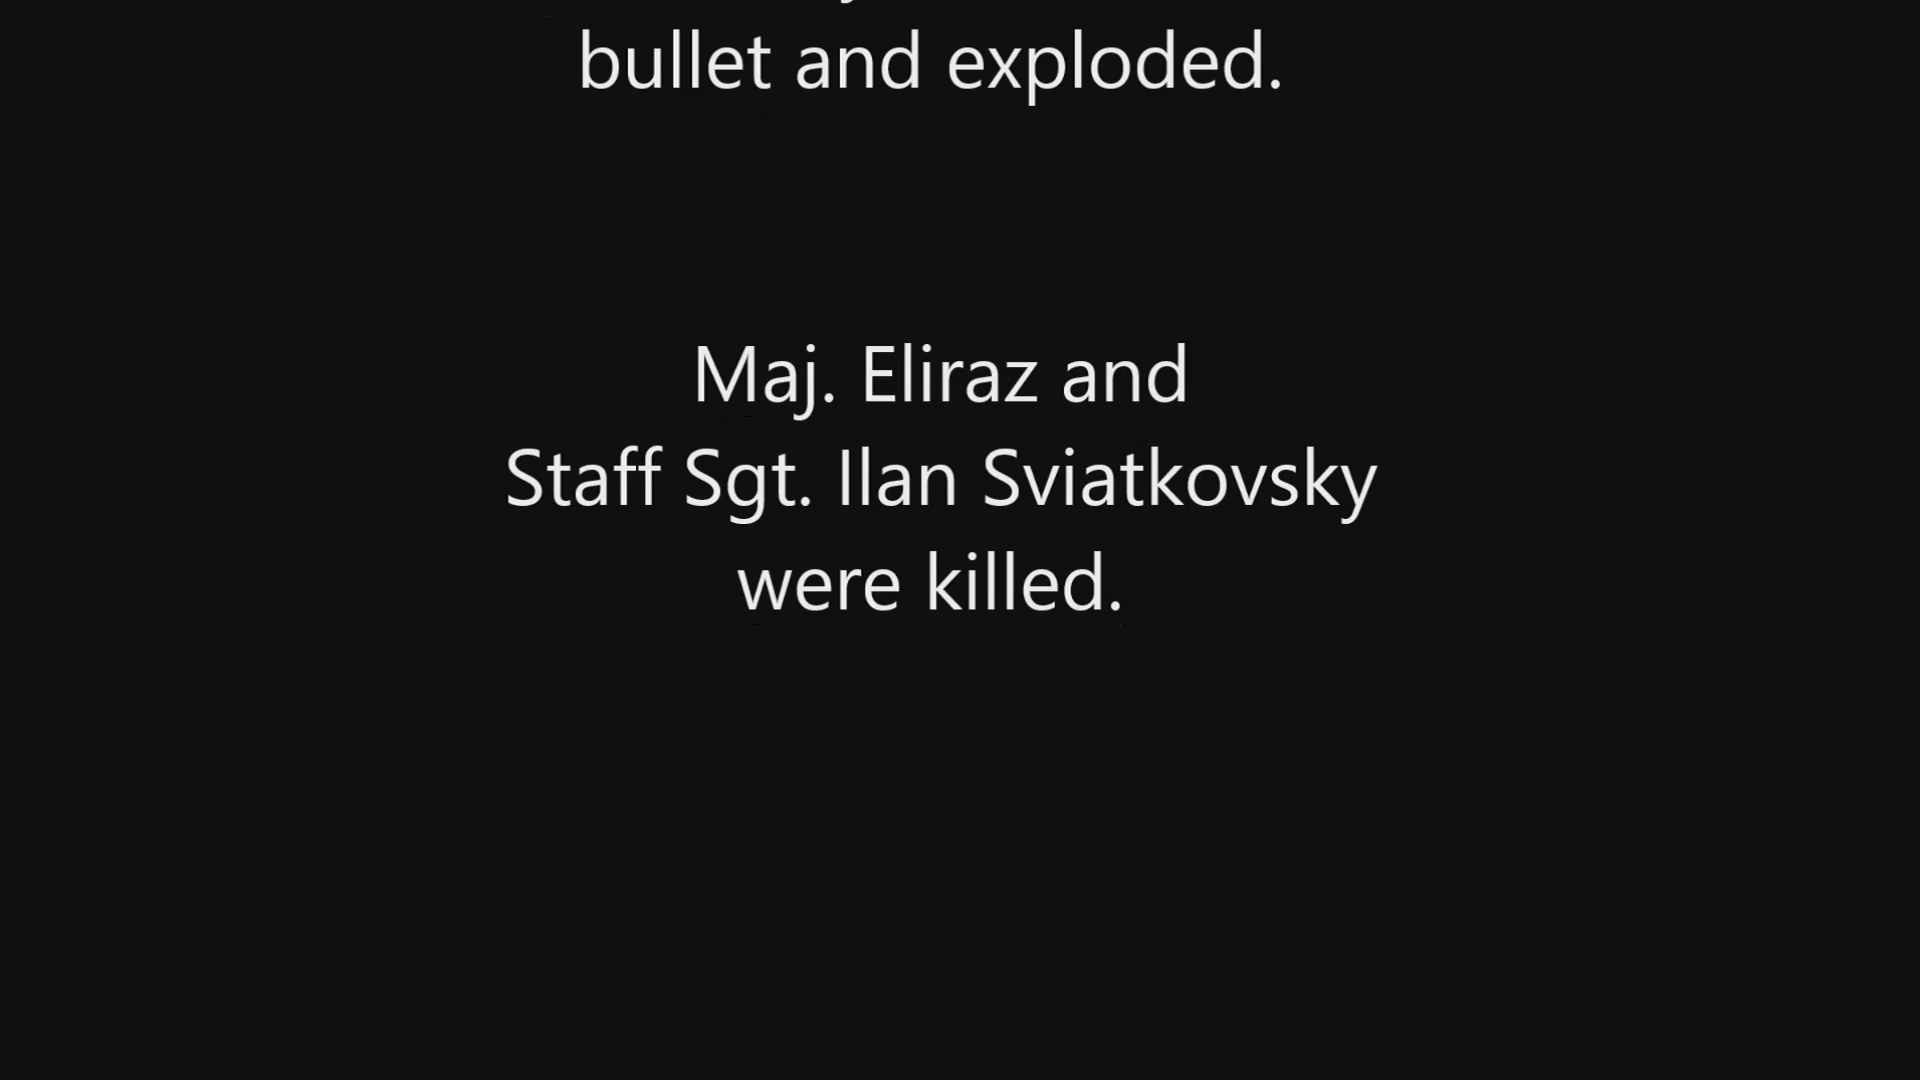 bullet and exploded.
Maj. Eliraz and
Staff Sgt. Ilan Sviatkovsky
were killed.